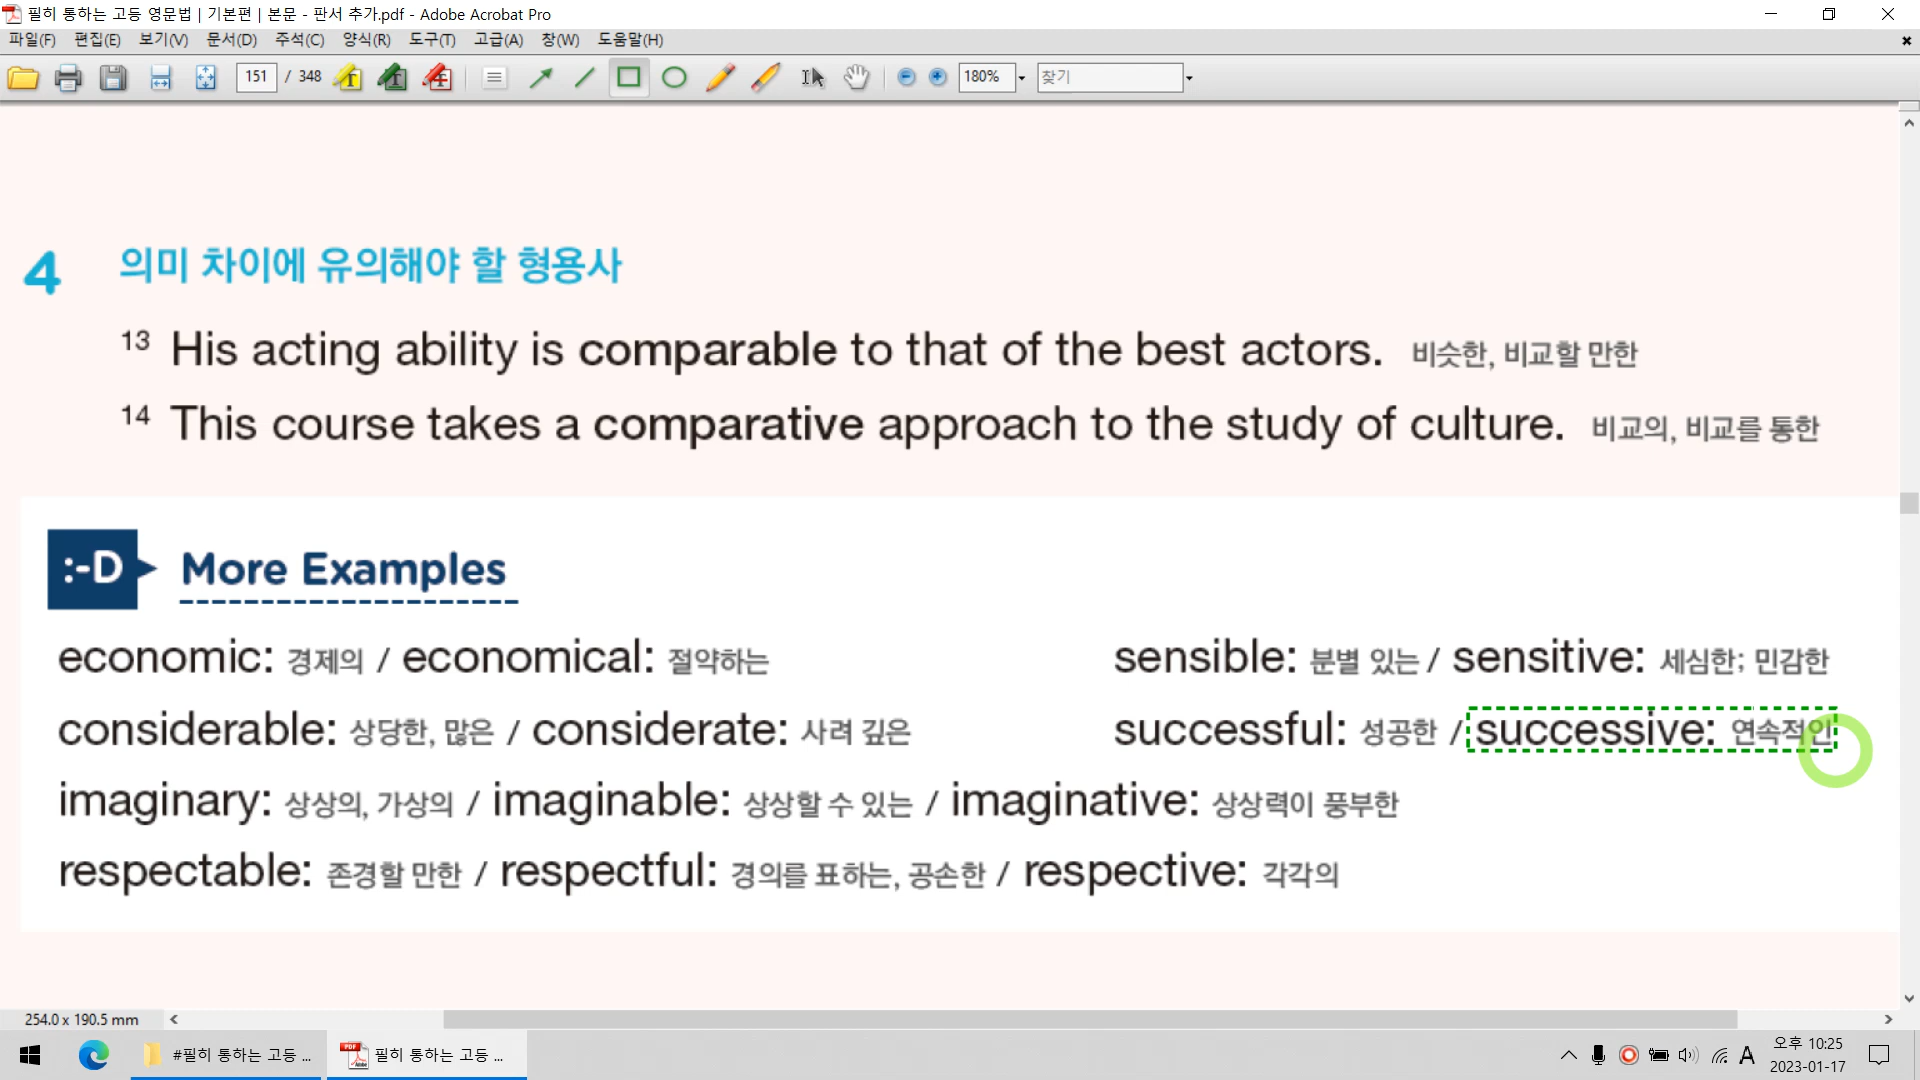 필히 통하는 고등 영문법 | 기본편 | 본문 - 판서 추가.pdf - Adobe Acrobat Pro
파일(F) 편집(E) 보기(V) 문서(D) 주석(C) 양식(R) 도구(T) 고급(A) 창(W) 도움말(H)
151 / 348 180% 찾기
4 의미 차이에 유의해야 할 형용사
13 His acting ability is comparable to that of the best actors. 비슷한, 비교할 만한
14 This course takes a comparative approach to the study of culture. 비교의, 비교를 통한
:-D More Examples
economic: 경제의 / economical: 절약하는 sensible: 분별 있는 / sensitive: 세심한; 민감한
considerable: 상당한, 많은 / considerate: 사려 깊은 successful: 성공한 / successive: 연속적인
imaginary: 상상의, 가상의 / imaginable: 상상할 수 있는 / imaginative: 상상력이 풍부한
respectable: 존경할 만한 / respectful: 경의를 표하는, 공손한 / respective: 각각의
254.0 x 190.5 mm
#필히 통하는 고등 ... 필히 통하는 고등 ... A 오후 10:25
2023-01-17